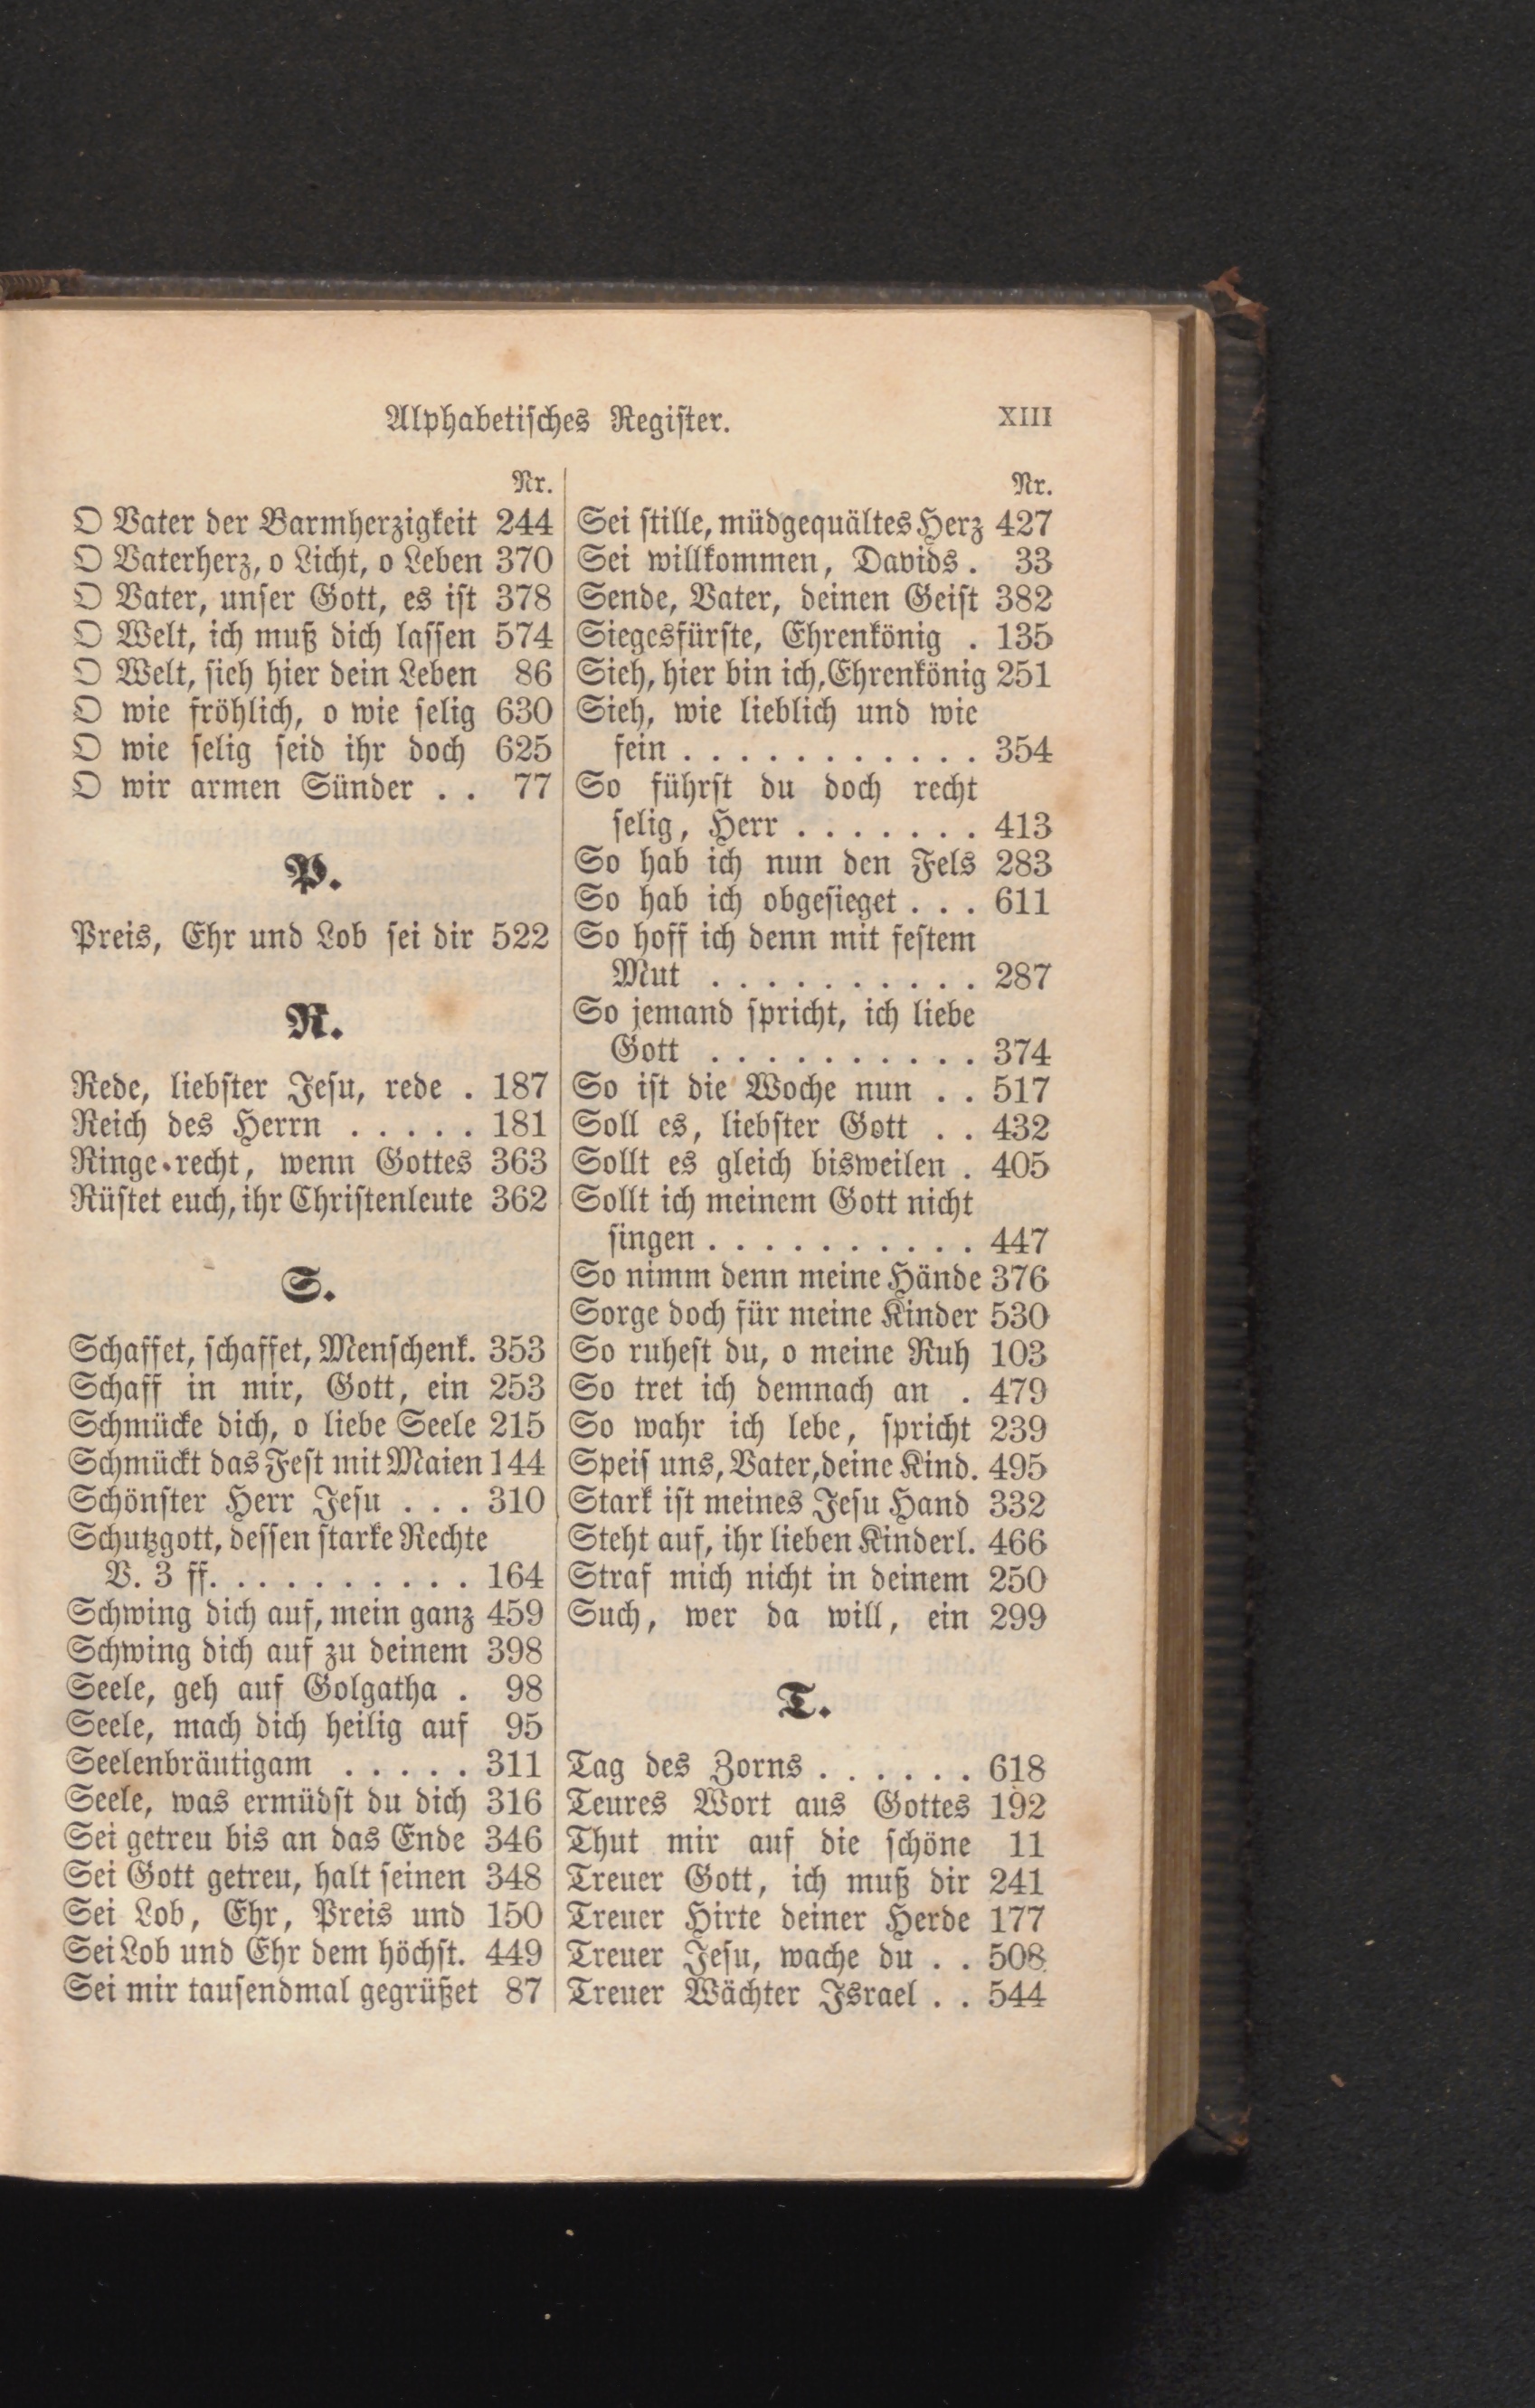 Alphabetisches Register. XIII
Nr.
O Vater der Barmherzigkeit 244
O Vaterherz, o Licht, o Leben 370
O Vater, unser Gott, es ist 378
O Welt, ich muß dich lassen 574
O Welt, sieh hier dein Leben 86
O wie fröhlich, o wie selig 630
O wie selig seid ihr doch 625
O wir armen Sünder . . 77
P.
Preis, Ehr und Lob sei dir 522
R.
Rede, liebster Jesu, rede . 187
Reich des Herrn . . . . . 181
Ringe recht, wenn Gottes 363
Rüstet euch, ihr Christenleute 362
S.
Schaffet, schaffet, Menschenk. 353
Schaff in mir, Gott, ein 253
Schmücke dich, o liebe Seele 215
Schmückt das Fest mit Maien 144
Schönster Herr Jesu . . . 310
Schutzgott, dessen starke Rechte
V. 3 ff. . . . . . . . . . . 164
Schwing dich auf, mein ganz 459
Schwing dich auf zu deinem 398
Seele, geh auf Golgatha . 98
Seele, mach dich heilig auf 95
Seelenbräutigam . . . . . 311
Seele, was ermüdst du dich 316
Sei getreu bis an das Ende 346
Sei Gott getreu, halt seinen 348
Sei Lob, Ehr, Preis und 150
Sei Lob und Ehr dem höchst. 449
Sei mir tausendmal gegrüßet 87
Nr.
Sei stille, müdgequältes Herz 427
Sei willkommen, Davids . 33
Sende, Vater, deinen Geist 382
Siegesfürste, Ehrenkönig . 135
Sieh, hier bin ich, Ehrenkönig 251
Sieh, wie lieblich und wie
fein . . . . . . . . . . . 354
So führst du doch recht
selig, Herr . . . . . . . 413
So hab ich nun den Fels 283
So hab ich obgesieget . . . 611
So hoff ich denn mit festem
Mut . . . . . . . . . . 287
So jemand spricht, ich liebe
Gott . . . . . . . . . . 374
So ist die Woche nun . . 517
Soll es, liebster Gott . . 432
Sollt es gleich bisweilen . 405
Sollt ich meinem Gott nicht
singen . . . . . . . . . . 447
So nimm denn meine Hände 376
Sorge doch für meine Kinder 530
So ruhest du, o meine Ruh 103
So tret ich demnach an . 479
So wahr ich lebe, spricht 239
Speis uns, Vater, deine Kind. 495
Stark ist meines Jesu Hand 332
Steht auf, ihr lieben Kinderl. 466
Straf mich nicht in deinem 250
Such, wer da will, ein 299
T.
Tag des Zorns . . . . . . 618
Teures Wort aus Gottes 192
Thut mir auf die schöne 11
Treuer Gott, ich muß dir 241
Treuer Hirte deiner Herde 177
Treuer Jesu, wache du . . 508
Treuer Wächter Israel . . 544